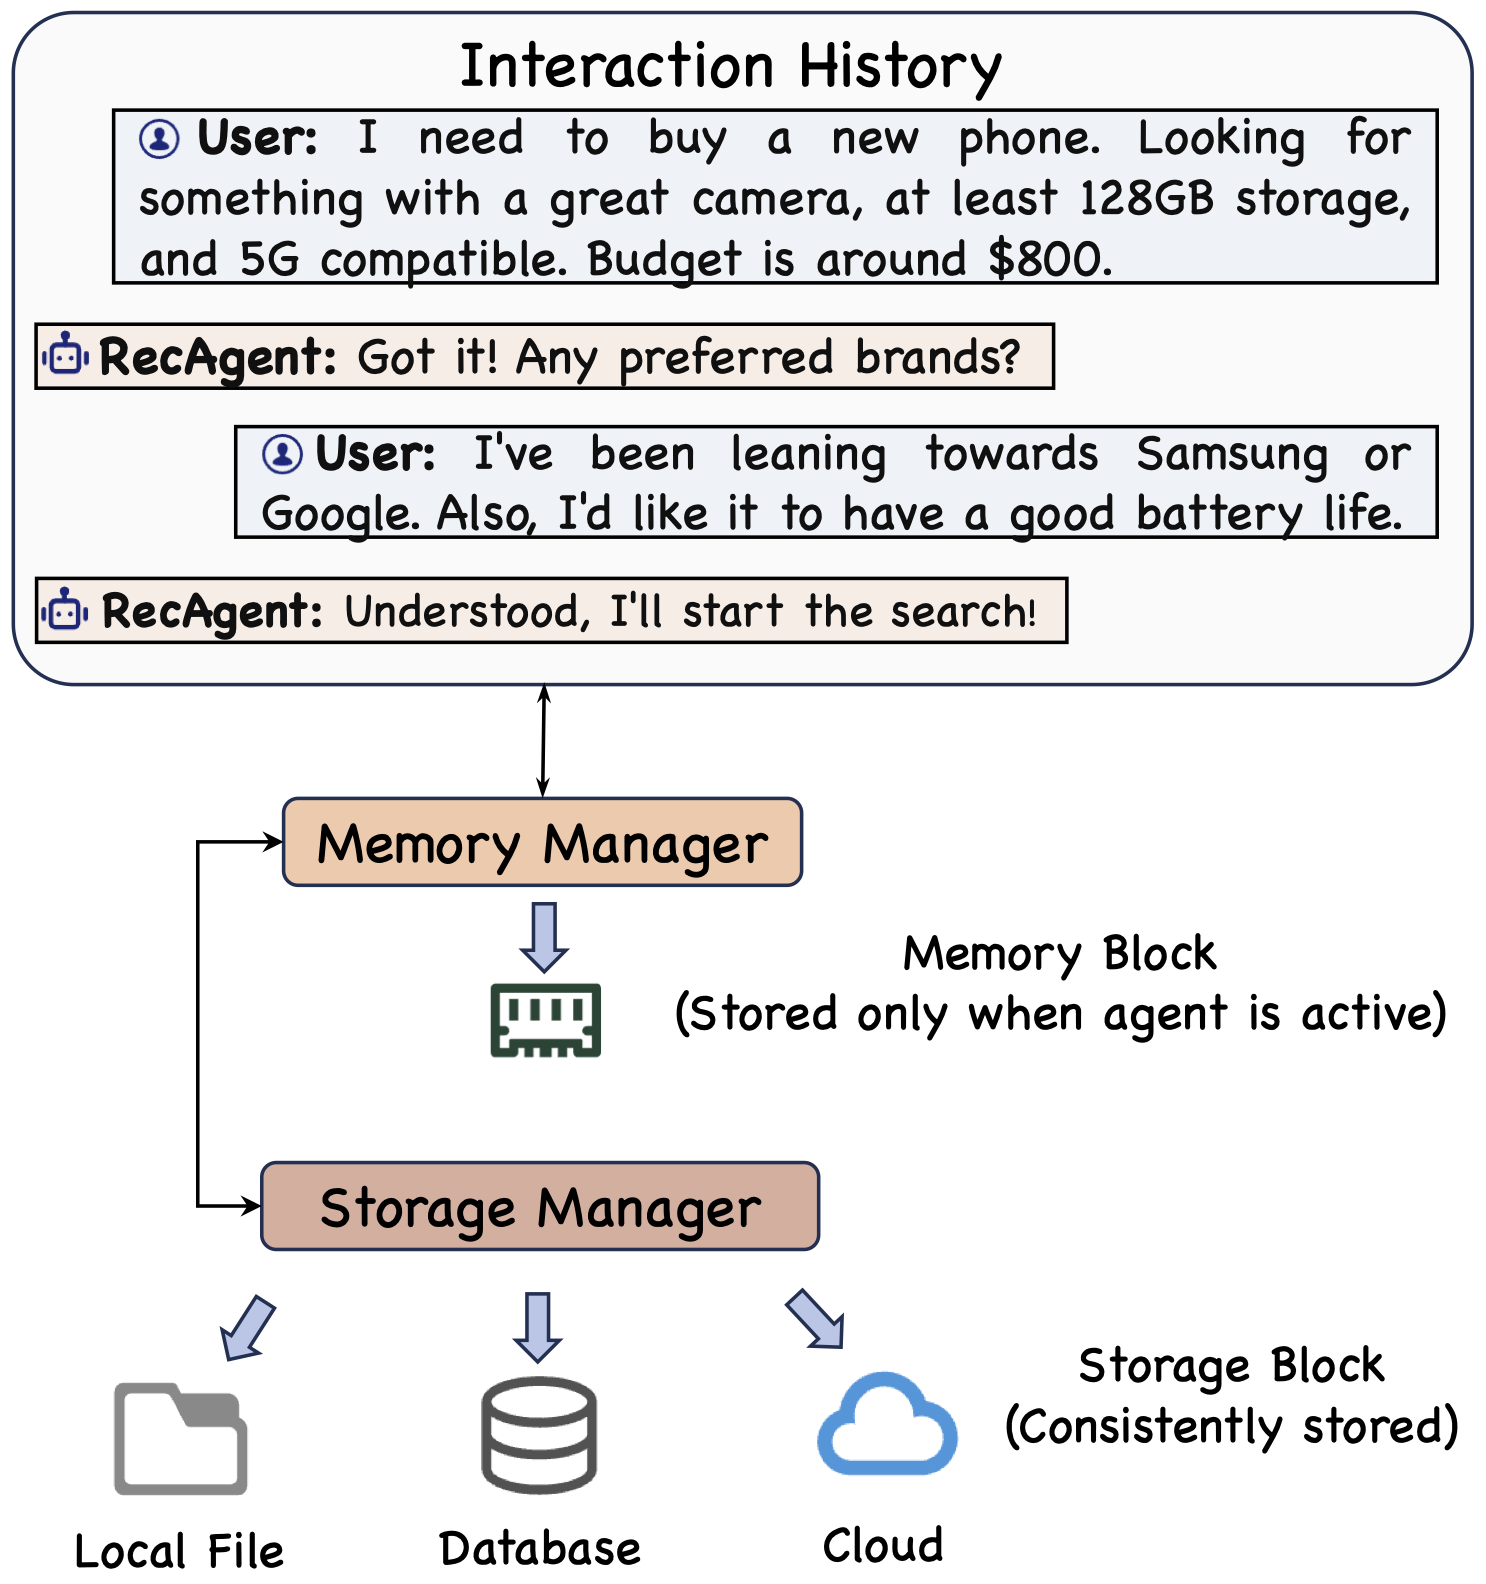 Interaction History
User: I need to buy a new phone. Looking for
something with a great camera, at least 128GB storage,
and 5G compatible. Budget is around $800.
RecAgent: Got it! Any preferred brands?
User: I've been leaning towards Samsung or
Google. Also, I'd like it to have a good battery life.
RecAgent: Understood, I'll start the search!
Memory Manager
Memory Block
(Stored only when agent is active)
Storage Manager
Storage Block
(Consistently stored)
Local File
Database
Cloud